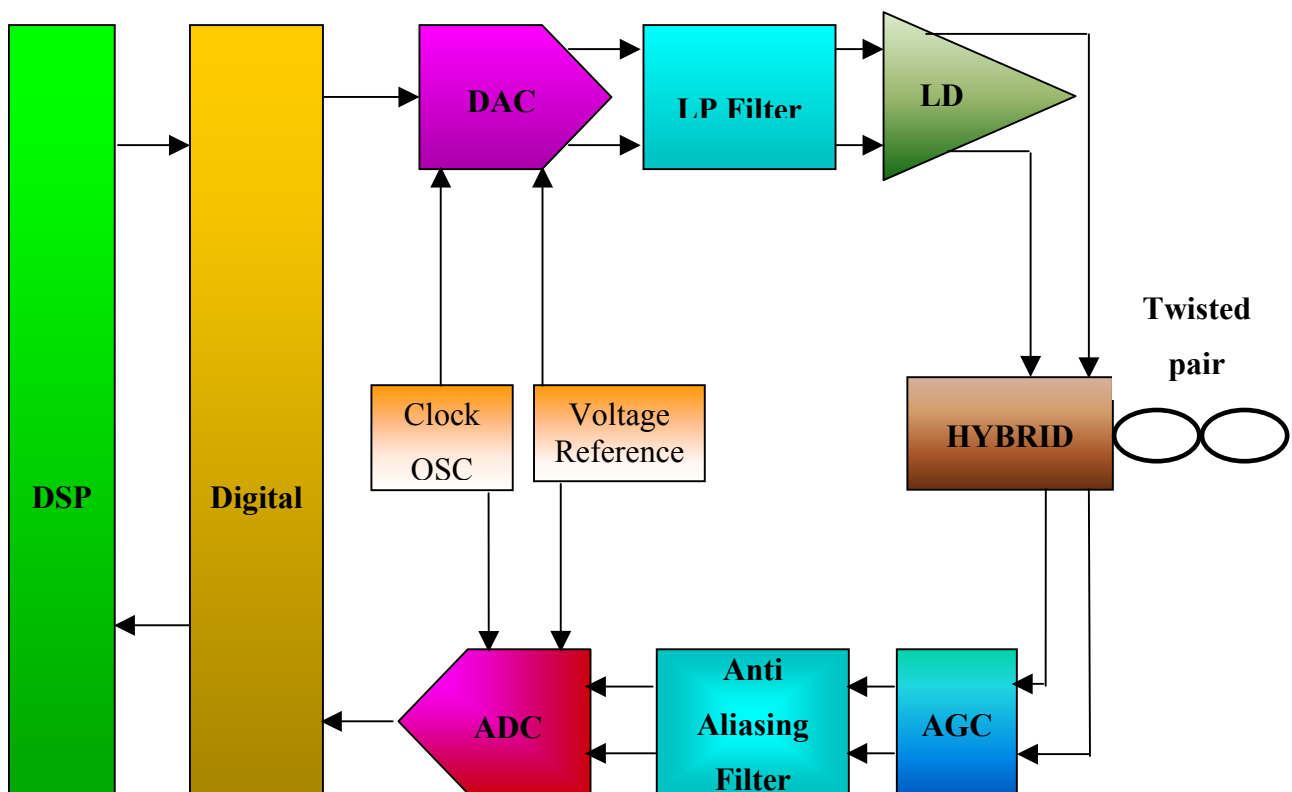 DAC
LP Filter
LD
Twisted
pair
Clock
OSC
Voltage
Reference
HYBRID
DSP
Digital
ADC
Anti
Aliasing
Filter
AGC